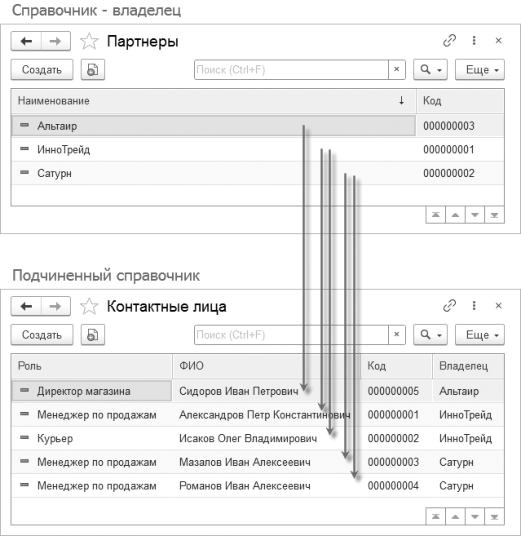 Справочник - владелец
Партнеры
Создать Поиск (Ctrl+F) × Еще
Наименование ↓ Код
Альтаир 000000003
ИнноТрейд 000000001
Сатурн 000000002
Подчиненный справочник
Контактные лица
Создать Поиск (Ctrl+F) × Еще
Роль ФИО Код Владелец
Директор магазина Сидоров Иван Петрович 000000005 Альтаир
Менеджер по продажам Александров Петр Константинович 000000001 ИнноТрейд
Курьер Исаков Олег Владимирович 000000002 ИнноТрейд
Менеджер по продажам Мазалов Иван Алексеевич 000000003 Сатурн
Менеджер по продажам Романов Иван Алексеевич 000000004 Сатурн